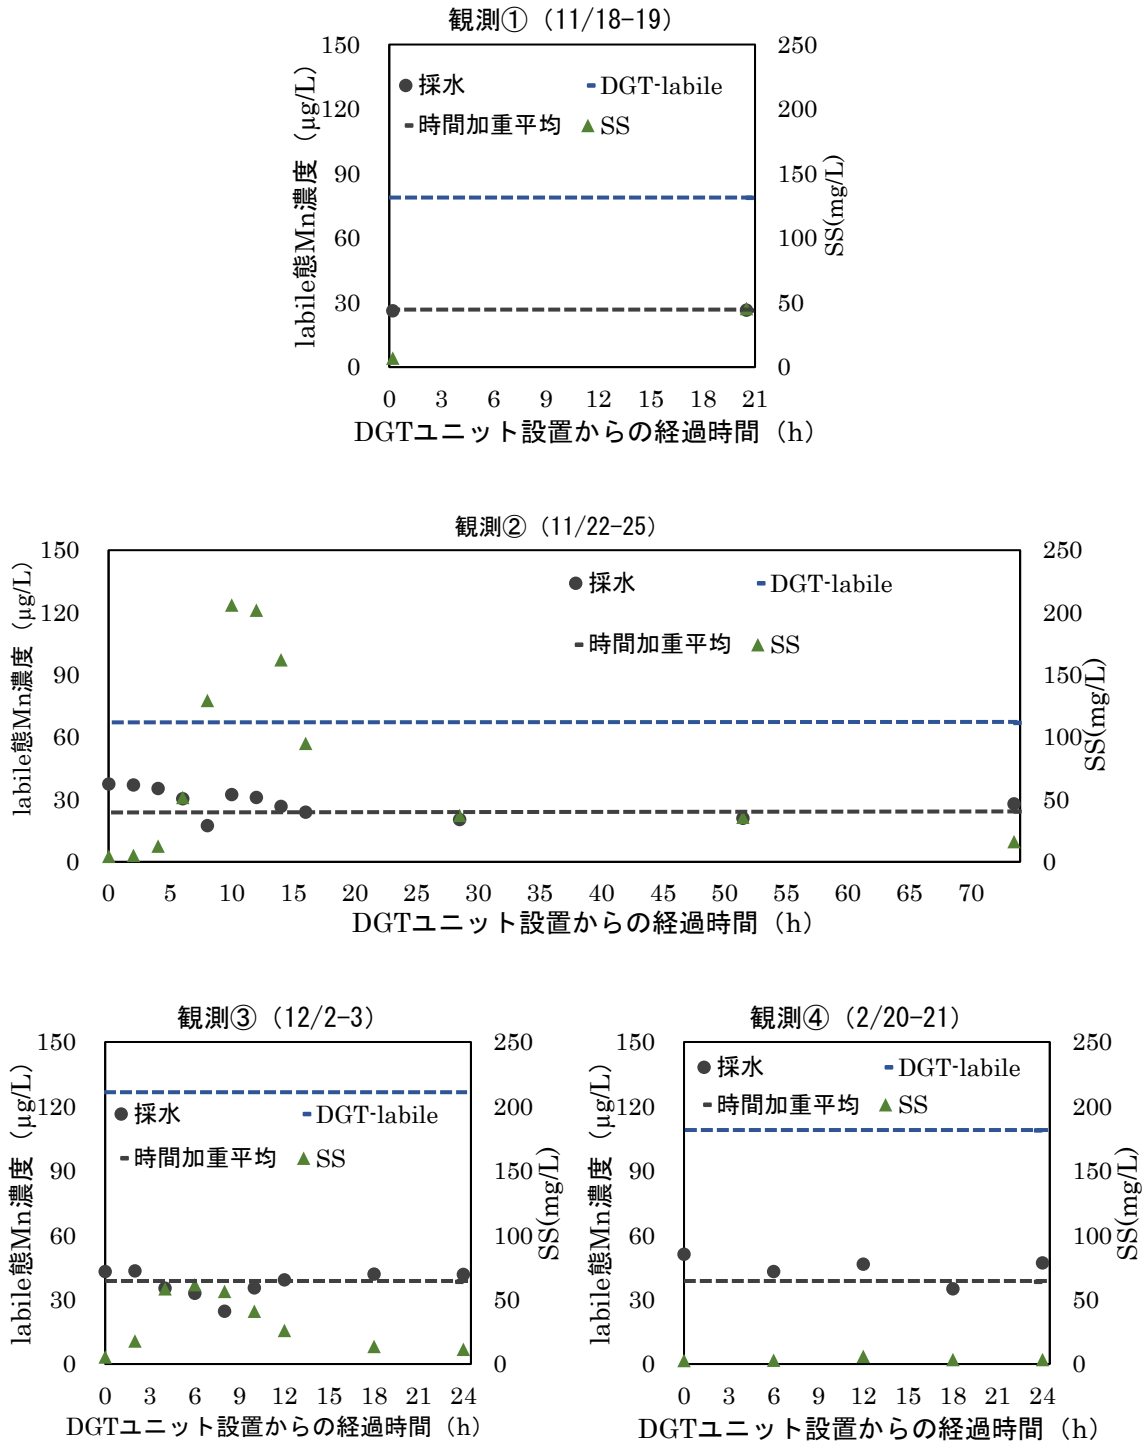 観測①（11/18-19）
labile態Mn濃度（μg/L）
150
120
90
60
30
0
採水
DGT-labile
時間加重平均
SS
250
200
150
100
50
0
SS(mg/L)
0 3 6 9 12 15 18 21
DGTユニット設置からの経過時間（h）
観測②（11/22-25）
labile態Mn濃度（μg/L）
150
120
90
60
30
0
採水
DGT-labile
時間加重平均
SS
250
200
150
100
50
0
SS(mg/L)
0 5 10 15 20 25 30 35 40 45 50 55 60 65 70
DGTユニット設置からの経過時間（h）
観測③（12/2-3）
labile態Mn濃度（μg/L）
150
120
90
60
30
0
採水
DGT-labile
時間加重平均
SS
250
200
150
100
50
0
SS(mg/L)
0 3 6 9 12 15 18 21 24
DGTユニット設置からの経過時間（h）
観測④（2/20-21）
labile態Mn濃度（μg/L）
150
120
90
60
30
0
採水
DGT-labile
時間加重平均
SS
250
200
150
100
50
0
SS(mg/L)
0 3 6 9 12 15 18 21 24
DGTユニット設置からの経過時間（h）